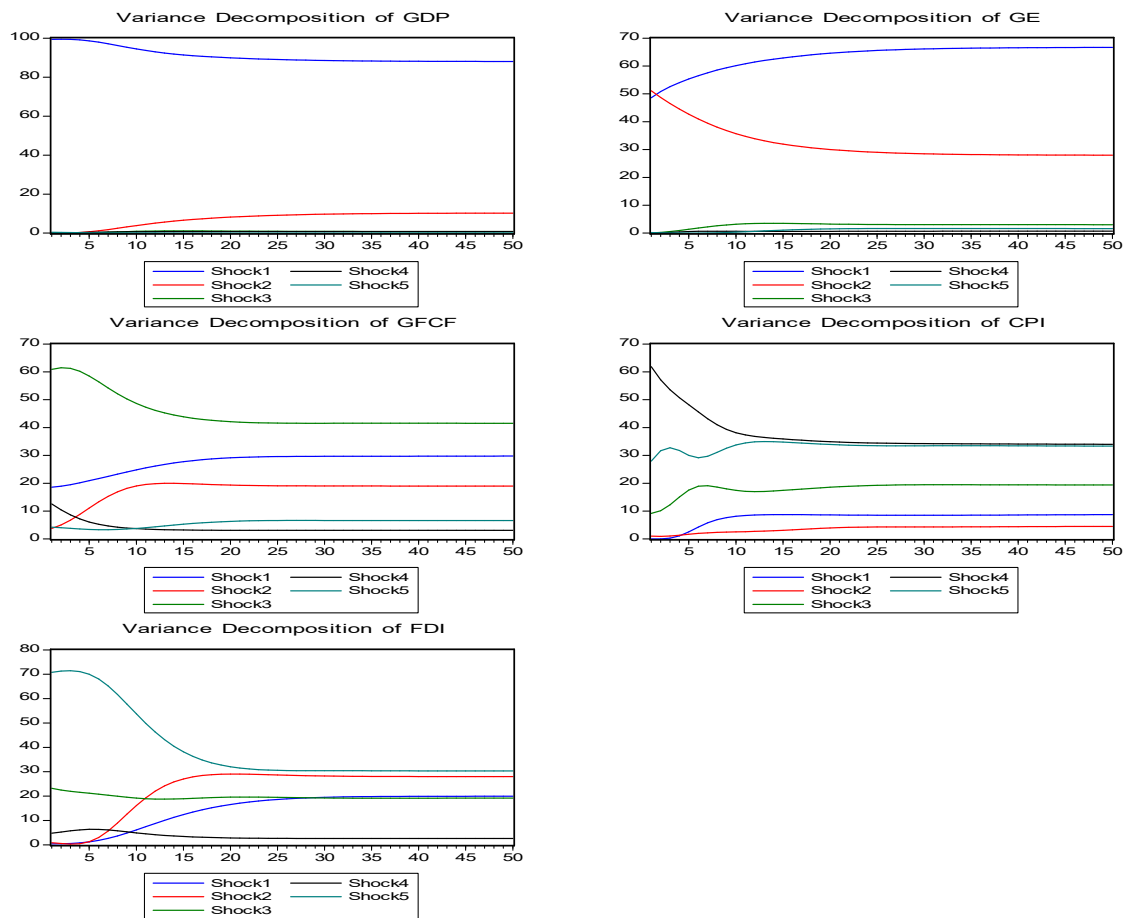 Variance Decomposition of GDP
100
80
60
40
20
0
5 10 15 20 25 30 35 40 45 50
Shock1 Shock4
Shock2 Shock5
Shock3
Variance Decomposition of GE
70
60
50
40
30
20
10
0
5 10 15 20 25 30 35 40 45 50
Shock1 Shock4
Shock2 Shock5
Shock3
Variance Decomposition of GFCF
70
60
50
40
30
20
10
0
5 10 15 20 25 30 35 40 45 50
Shock1 Shock4
Shock2 Shock5
Shock3
Variance Decomposition of CPI
70
60
50
40
30
20
10
0
5 10 15 20 25 30 35 40 45 50
Shock1 Shock4
Shock2 Shock5
Shock3
Variance Decomposition of FDI
80
70
60
50
40
30
20
10
0
5 10 15 20 25 30 35 40 45 50
Shock1 Shock4
Shock2 Shock5
Shock3